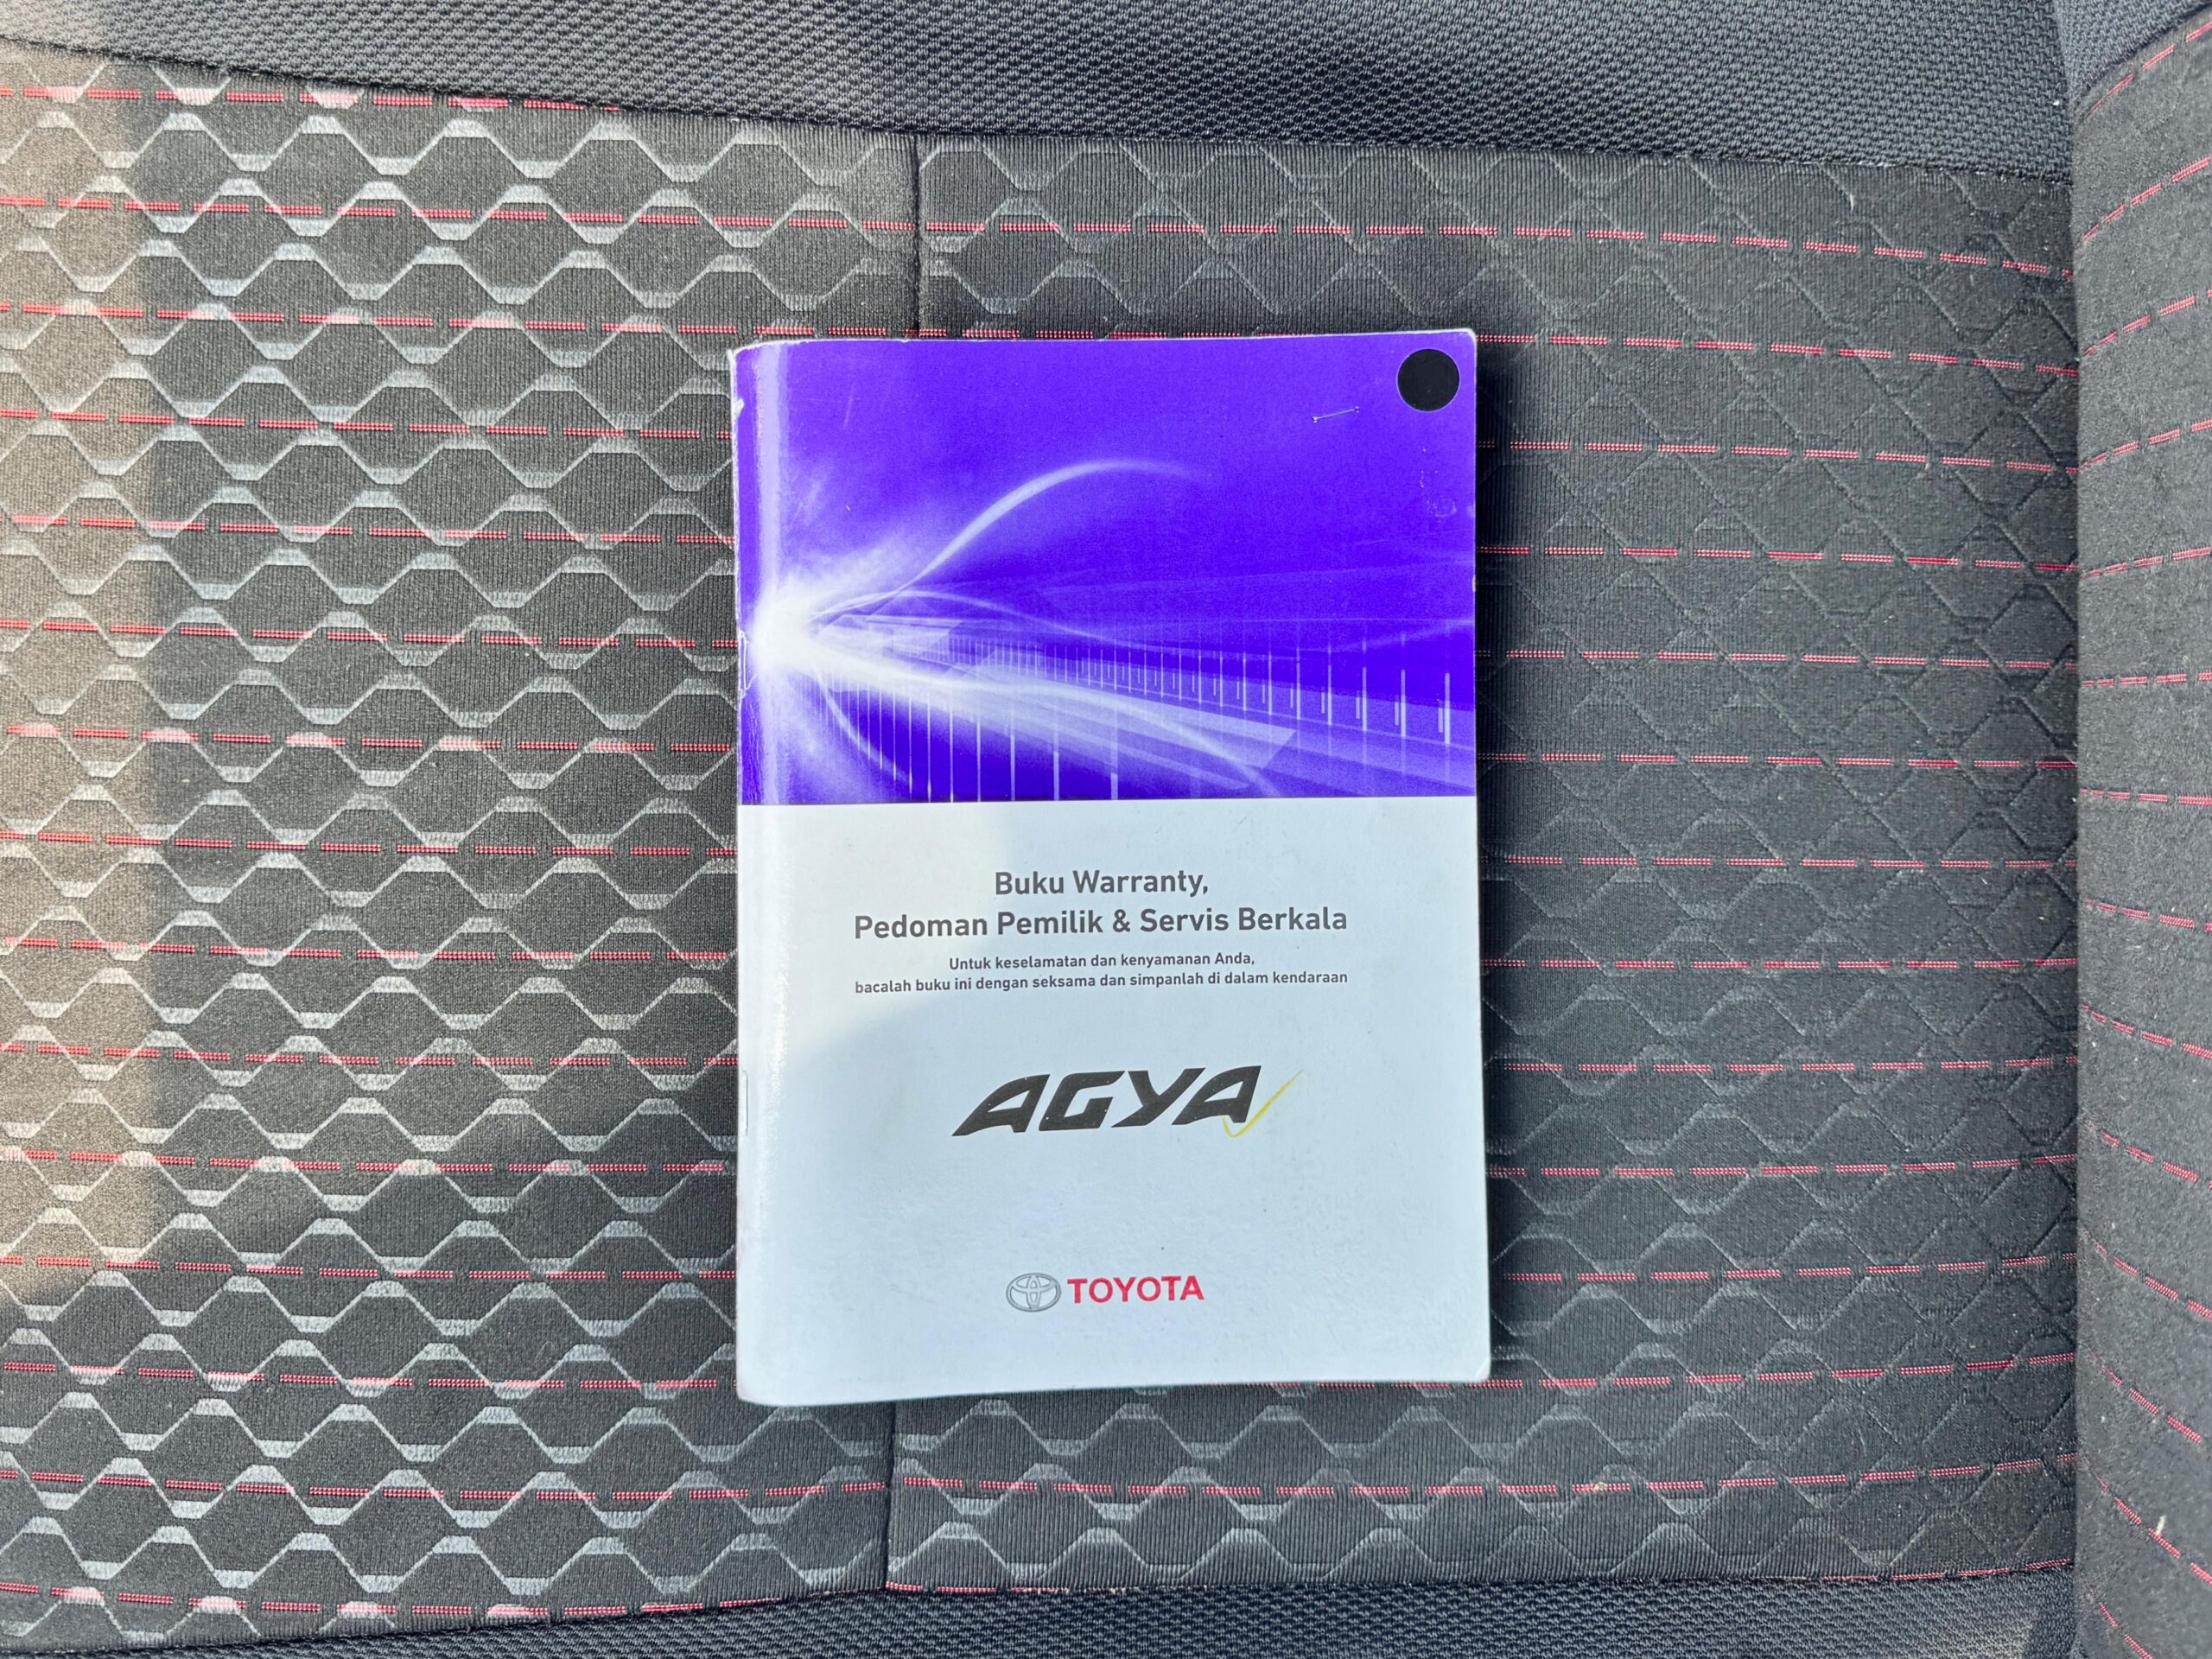 Buku Warranty,
Pedoman Pemilik & Servis Berkala
Untuk keselamatan dan kenyamanan Anda,
bacalah buku ini dengan seksama dan simpanlah di dalam kendaraan
AGYA
TOYOTA